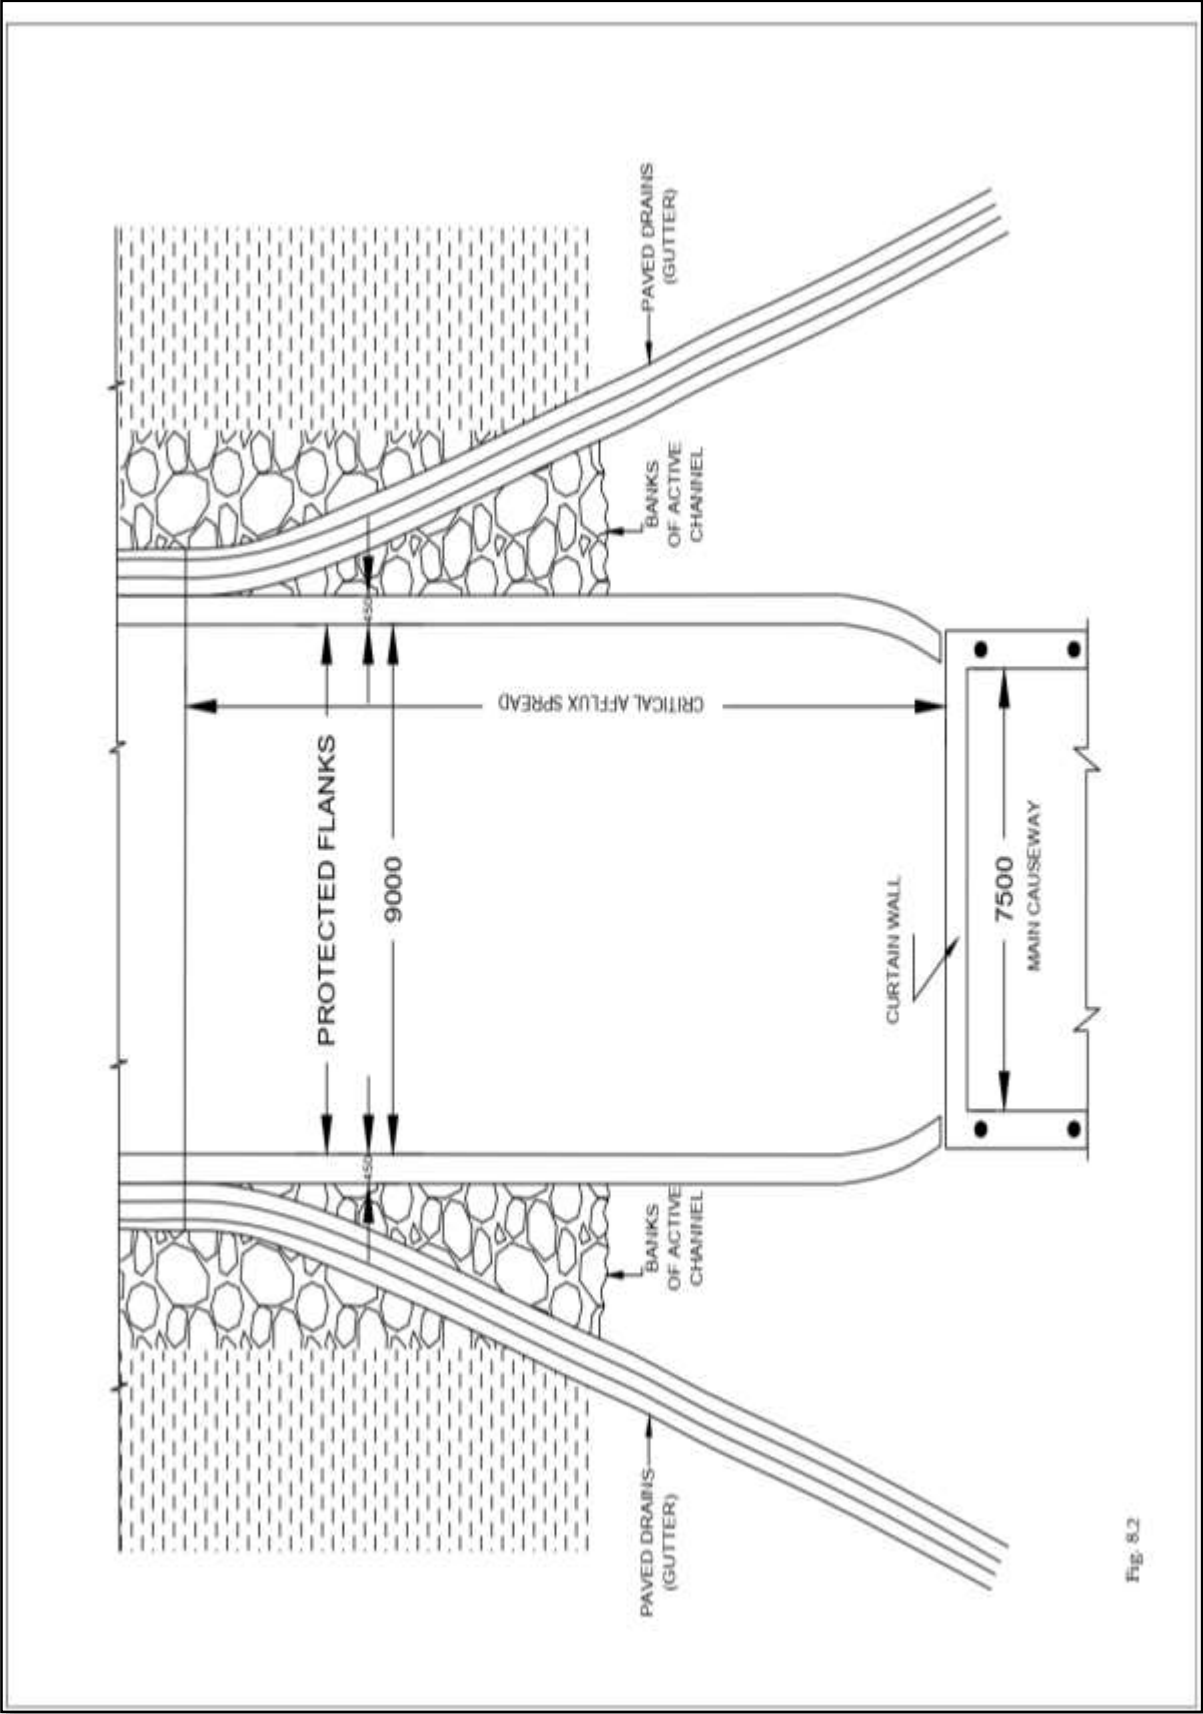 PAVED DRAINS
(GUTTER)
BANKS
OF ACTIVE
CHANNEL
450
CRITICAL AFFLUX SPREAD
PROTECTED FLANKS
9000
CURTAIN WALL
7500
MAIN CAUSEWAY
450
BANKS
OF ACTIVE
CHANNEL
PAVED DRAINS
(GUTTER)
Fig. 8.2